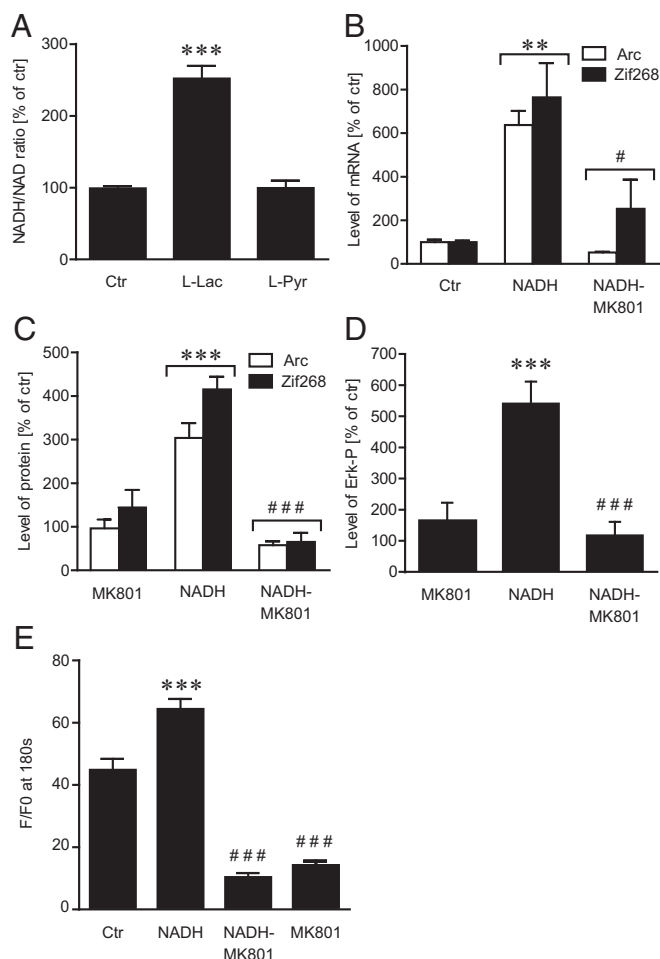 A
NADH/NAD ratio [% of ctr]
300
200
100
0
***
Ctr
L-Lac
L-Pyr
B
Level of mRNA [% of ctr]
1000
800
600
400
200
0
**
#
Arc
Zif268
Ctr
NADH
NADH-
MK801
C
Level of protein [% of ctr]
500
400
300
200
100
0
***
###
Arc
Zif268
MK801
NADH
NADH-
MK801
D
Level of Erk-P [% of ctr]
700
600
500
400
300
200
100
0
***
###
MK801
NADH
NADH-
MK801
E
F/F0 at 180s
80
60
40
20
0
***
###
###
Ctr
NADH
NADH-
MK801
MK801